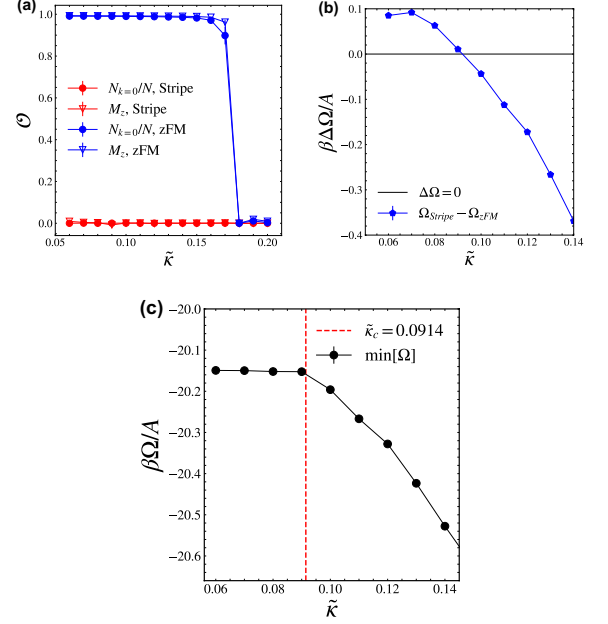 (a)
1.0
0.8
0.6
0.4
0.2
0.0
𝒪
N_{k=0}/N, Stripe
M_z, Stripe
N_{k=0}/N, zFM
M_z, zFM
0.05
0.10
0.15
0.20
κ̃
(b)
0.1
0.0
−0.1
−0.2
−0.3
−0.4
βΔΩ/A
ΔΩ=0
Ω_{Stripe}−Ω_{zFM}
0.06
0.08
0.10
0.12
0.14
κ̃
(c)
−20.0
−20.1
−20.2
−20.3
−20.4
−20.5
−20.6
βΩ/A
κ̃_c=0.0914
min[Ω]
0.06
0.08
0.10
0.12
0.14
κ̃